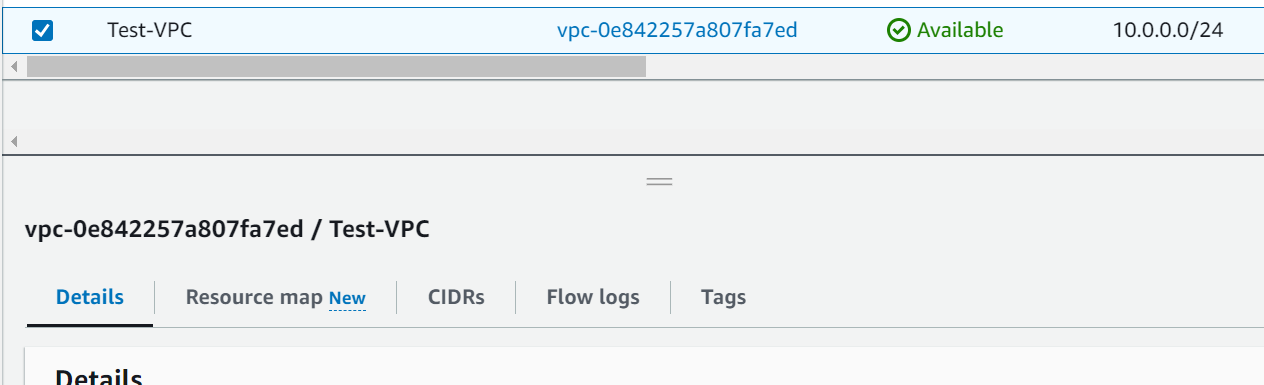 Test-VPC vpc-0e842257a807fa7ed Available 10.0.0.0/24
vpc-0e842257a807fa7ed / Test-VPC
Details Resource map New CIDRs Flow logs Tags
Details